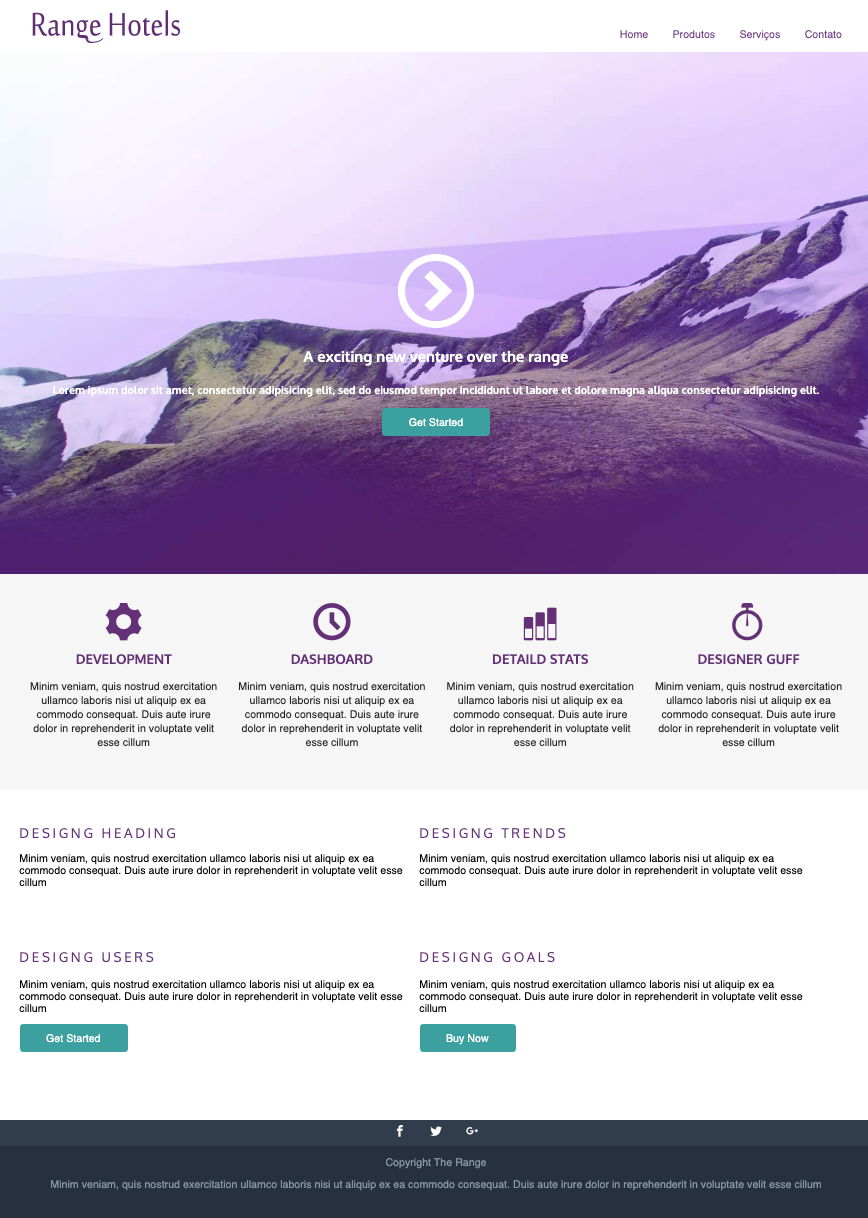 Range Hotels
Home Produtos Serviços Contato
A exciting new venture over the range
Lorem ipsum dolor sit amet, consectetur adipisicing elit, sed do eiusmod tempor incididunt ut labore et dolore magna aliqua consectetur adipisicing elit.
Get Started
DEVELOPMENT
Minim veniam, quis nostrud exercitation
ullamco laboris nisi ut aliquip ex ea
commodo consequat. Duis aute irure
dolor in reprehenderit in voluptate velit
esse cillum
DASHBOARD
Minim veniam, quis nostrud exercitation
ullamco laboris nisi ut aliquip ex ea
commodo consequat. Duis aute irure
dolor in reprehenderit in voluptate velit
esse cillum
DETAILD STATS
Minim veniam, quis nostrud exercitation
ullamco laboris nisi ut aliquip ex ea
commodo consequat. Duis aute irure
dolor in reprehenderit in voluptate velit
esse cillum
DESIGNER GUFF
Minim veniam, quis nostrud exercitation
ullamco laboris nisi ut aliquip ex ea
commodo consequat. Duis aute irure
dolor in reprehenderit in voluptate velit
esse cillum
DESIGNG HEADING
Minim veniam, quis nostrud exercitation ullamco laboris nisi ut aliquip ex ea
commodo consequat. Duis aute irure dolor in reprehenderit in voluptate velit esse
cillum
DESIGNG TRENDS
Minim veniam, quis nostrud exercitation ullamco laboris nisi ut aliquip ex ea
commodo consequat. Duis aute irure dolor in reprehenderit in voluptate velit esse
cillum
DESIGNG USERS
Minim veniam, quis nostrud exercitation ullamco laboris nisi ut aliquip ex ea
commodo consequat. Duis aute irure dolor in reprehenderit in voluptate velit esse
cillum
Get Started
DESIGNG GOALS
Minim veniam, quis nostrud exercitation ullamco laboris nisi ut aliquip ex ea
commodo consequat. Duis aute irure dolor in reprehenderit in voluptate velit esse
cillum
Buy Now
Copyright The Range
Minim veniam, quis nostrud exercitation ullamco laboris nisi ut aliquip ex ea commodo consequat. Duis aute irure dolor in reprehenderit in voluptate velit esse cillum